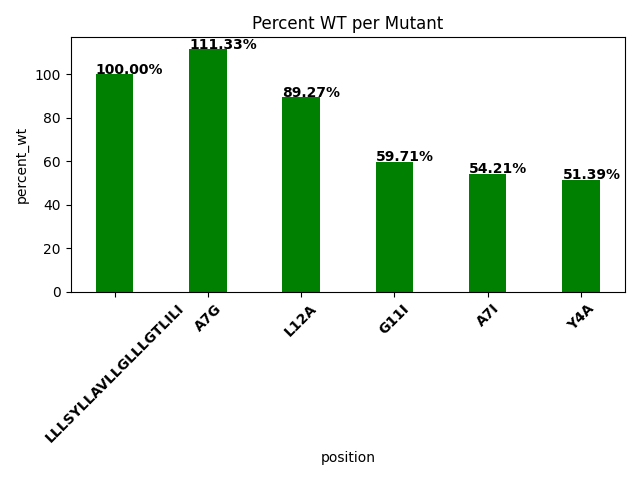 Percent WT per Mutant
percent_wt
100
80
60
40
20
0
100.00%
111.33%
89.27%
59.71%
54.21%
51.39%
LLLSYLLAVLLGLLLGTLILI
A7G
L12A
G11I
A7I
Y4A
position